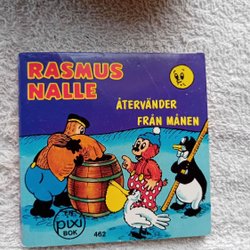 RASMUS
NALLE
ÅTERVÄNDER
FRÅN MÅNEN
EN
pixi
BOK
462